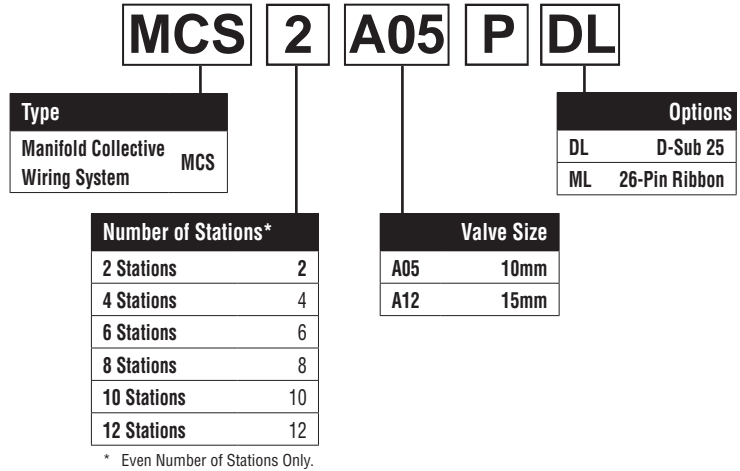 MCS 2 A05 P DL
Type
Manifold Collective
Wiring System MCS
Options
DL D-Sub 25
ML 26-Pin Ribbon
Number of Stations*
2 Stations 2
4 Stations 4
6 Stations 6
8 Stations 8
10 Stations 10
12 Stations 12
* Even Number of Stations Only.
Valve Size
A05 10mm
A12 15mm